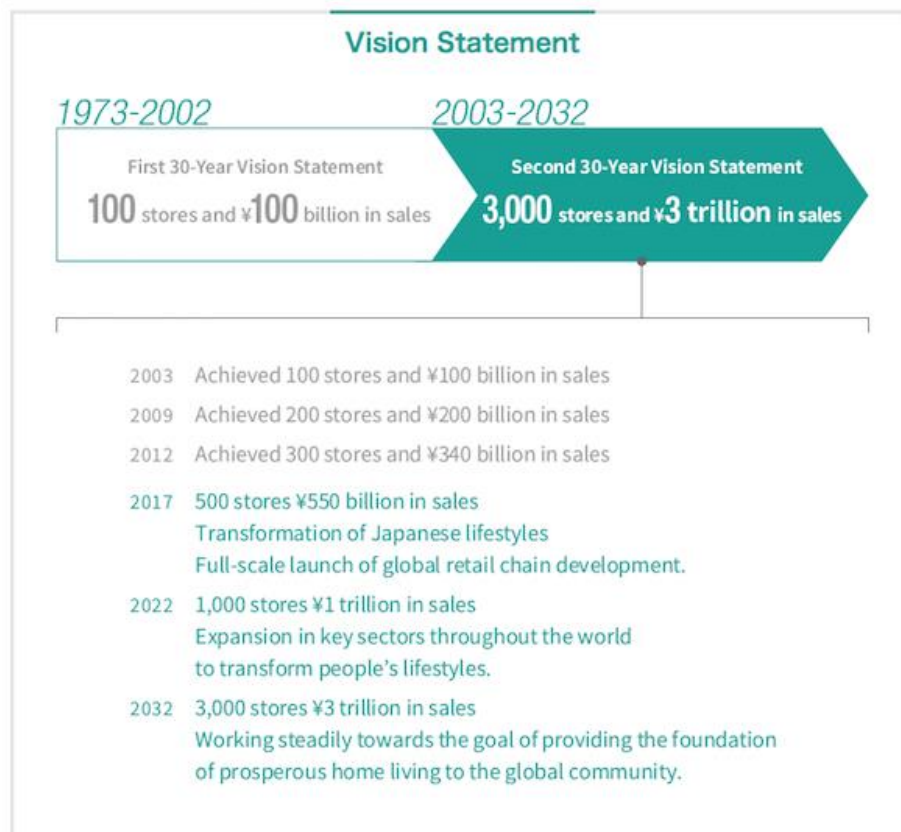 Vision Statement
1973-2002
2003-2032
First 30-Year Vision Statement
100 stores and ¥100 billion in sales
Second 30-Year Vision Statement
3,000 stores and ¥3 trillion in sales
2003 Achieved 100 stores and ¥100 billion in sales
2009 Achieved 200 stores and ¥200 billion in sales
2012 Achieved 300 stores and ¥340 billion in sales
2017 500 stores ¥550 billion in sales
Transformation of Japanese lifestyles
Full-scale launch of global retail chain development.
2022 1,000 stores ¥1 trillion in sales
Expansion in key sectors throughout the world
to transform people's lifestyles.
2032 3,000 stores ¥3 trillion in sales
Working steadily towards the goal of providing the foundation
of prosperous home living to the global community.